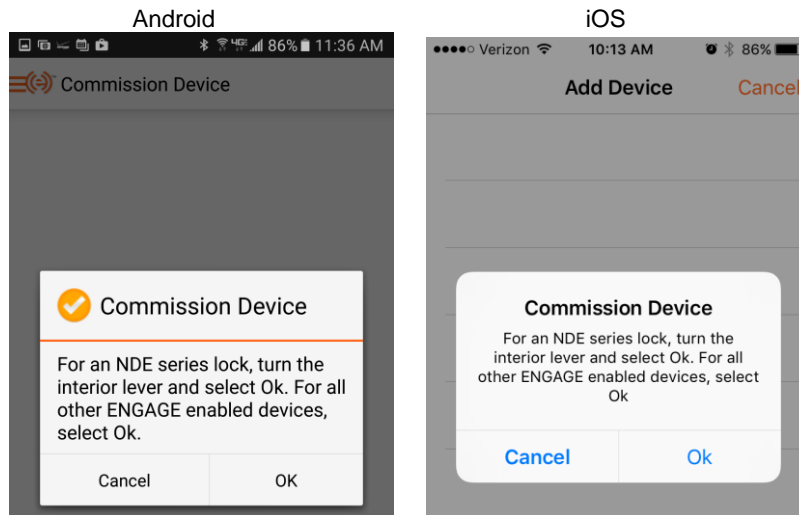 Android
86% 11:36 AM
Commission Device
Commission Device
For an NDE series lock, turn the
interior lever and select Ok. For all
other ENGAGE enabled devices,
select Ok.
Cancel OK
iOS
Verizon 10:13 AM 86%
Add Device Cancel
Commission Device
For an NDE series lock, turn the
interior lever and select Ok. For all
other ENGAGE enabled devices, select
Ok
Cancel Ok